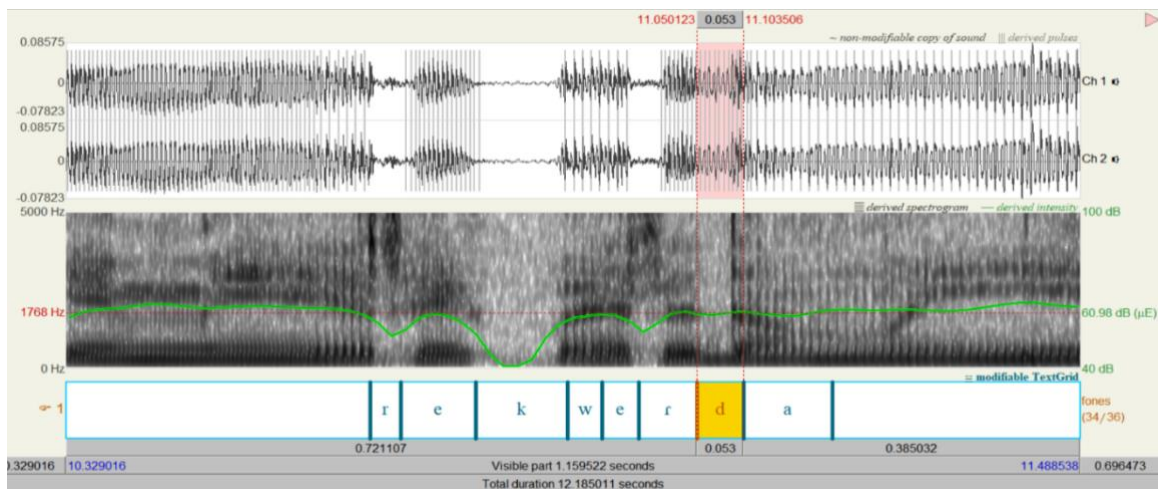 11.050123 0.053 11.103506
~ non-modifiable copy of sound ||| derived pulses
0.08575
0
-0.07823
Ch 1
0.08575
0
-0.07823
Ch 2
5000 Hz
derived spectrogram — derived intensity
100 dB
1768 Hz
60.98 dB (µE)
0 Hz
40 dB
modifiable TextGrid
1 r e k w e ɾ d a
fones
(34/36)
0.721107 0.053 0.385032
0.329016 10.329016 Visible part 1.159522 seconds 11.488538 0.696473
Total duration 12.185011 seconds